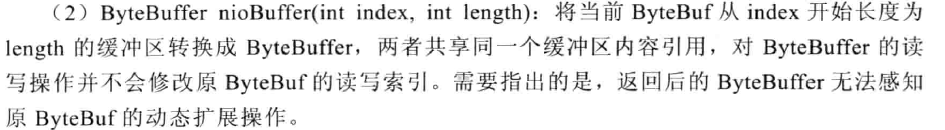 （2）ByteBuffer nioBuffer(int index, int length)：将当前 ByteBuf 从 index 开始长度为
length 的缓冲区转换成 ByteBuffer，两者共享同一个缓冲区内容引用，对 ByteBuffer 的读
写操作并不会修改原 ByteBuf 的读写索引。需要指出的是，返回后的 ByteBuffer 无法感知
原 ByteBuf 的动态扩展操作。